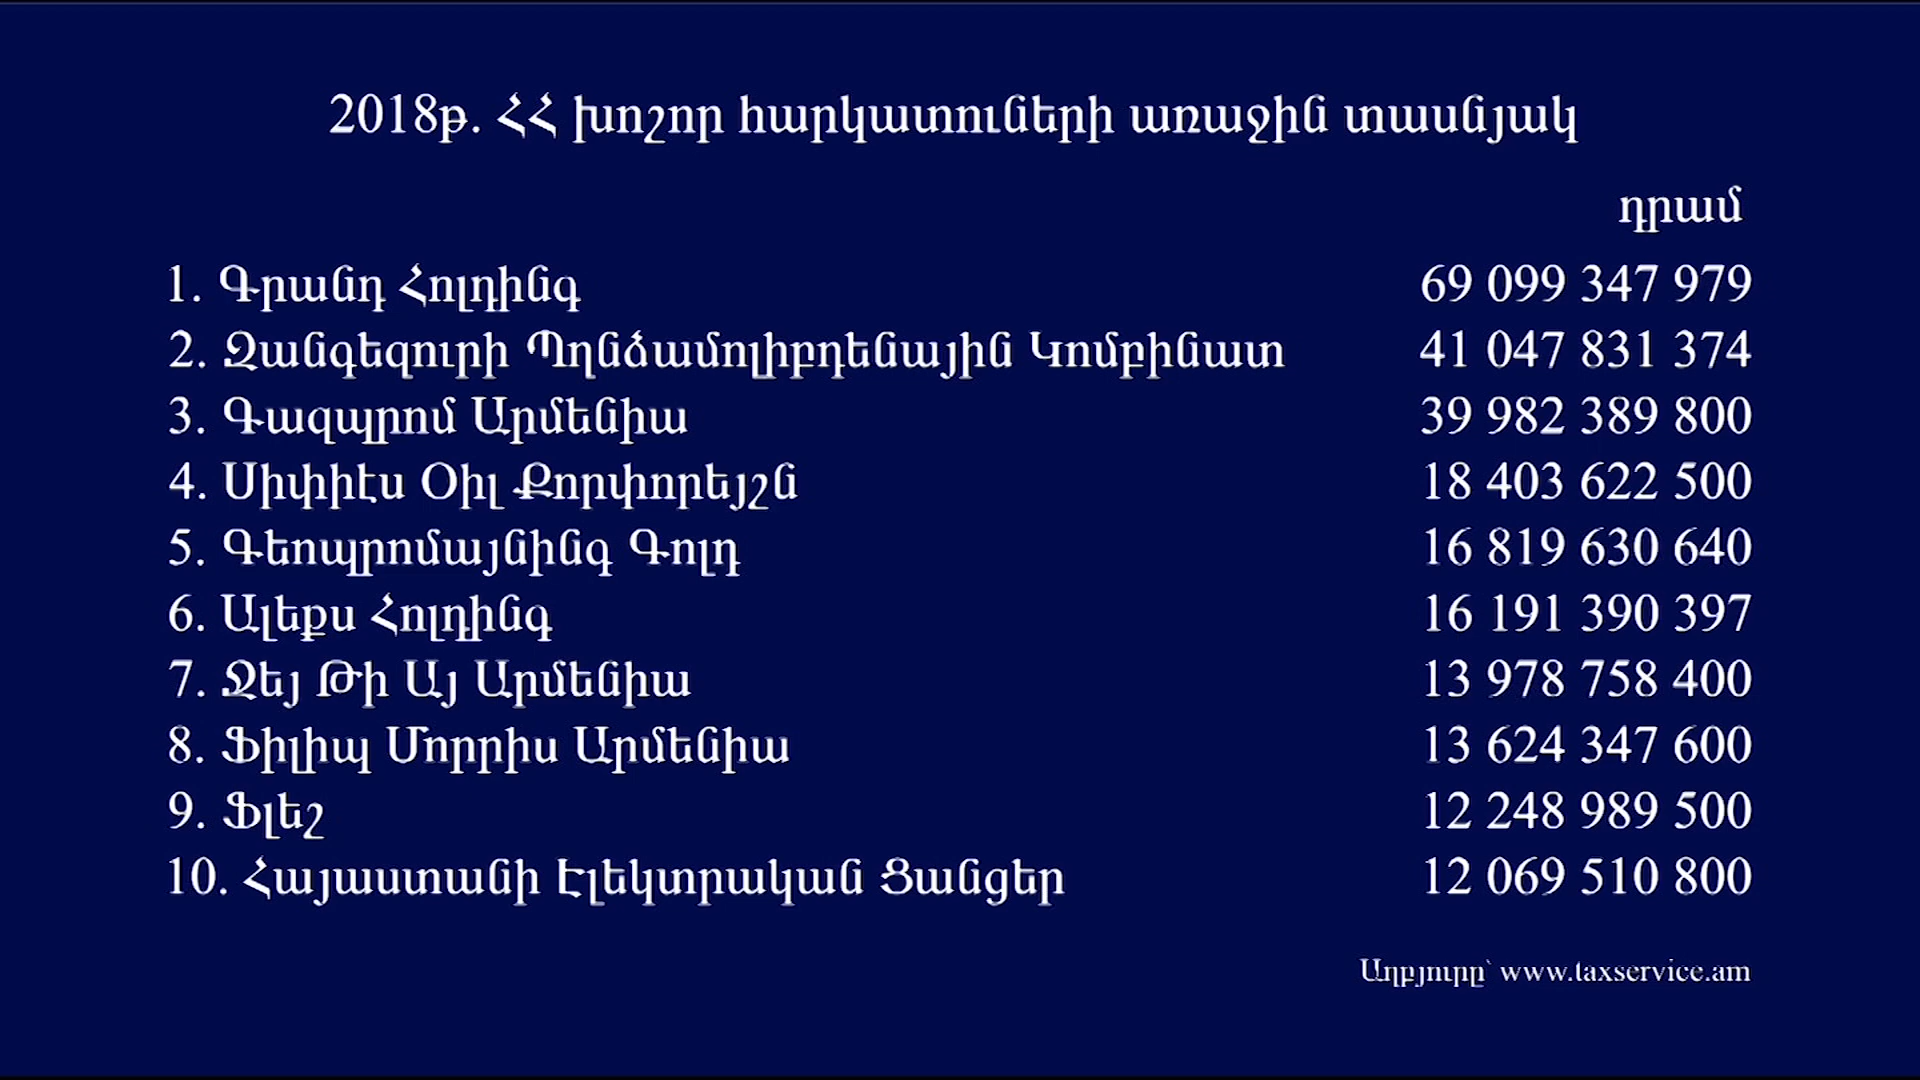 2018թ. ՀՀ խոշոր հարկատուների առաջին տասնյակ
դրամ
1. Գրանդ Հոլդինգ 69 099 347 979
2. Զանգեզուրի Պղնձամոլիբդենային Կոմբինատ 41 047 831 374
3. Գազպրոմ Արմենիա 39 982 389 800
4. Սիփիէս Օիլ Քորփորեյշն 18 403 622 500
5. Գեոպրոմայնինգ Գոլդ 16 819 630 640
6. Ալեքս Հոլդինգ 16 191 390 397
7. Ջեյ Թի Այ Արմենիա 13 978 758 400
8. Ֆիլիպ Մորրիս Արմենիա 13 624 347 600
9. Ֆլեշ 12 248 989 500
10. Հայաստանի Էլեկտրական Ցանցեր 12 069 510 800
Աղբյուրը՝ www.taxservice.am